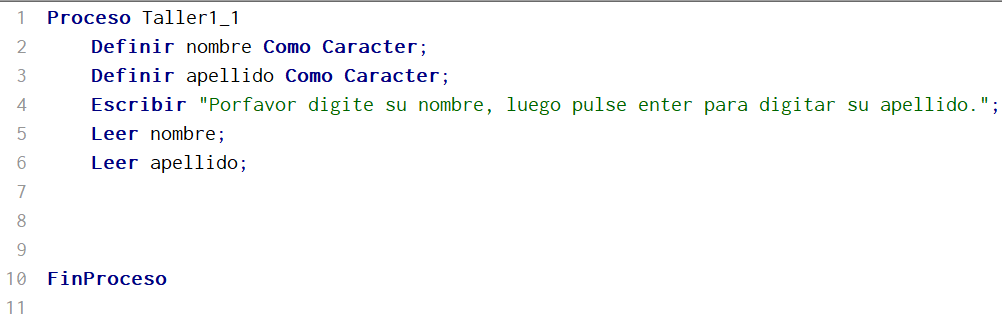 1 Proceso Taller1_1
2 Definir nombre Como Caracter;
3 Definir apellido Como Caracter;
4 Escribir "Porfavor digite su nombre, luego pulse enter para digitar su apellido.";
5 Leer nombre;
6 Leer apellido;
7
8
9
10 FinProceso
11